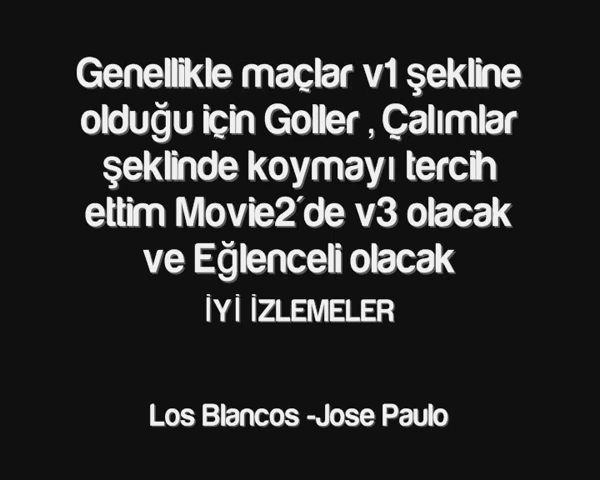 Genellikle maçlar v1 şekline
olduğu için Goller , Çalımlar
şeklinde koymayı tercih
ettim Movie2´de v3 olacak
ve Eğlenceli olacak
İYİ İZLEMELER
Los Blancos -Jose Paulo